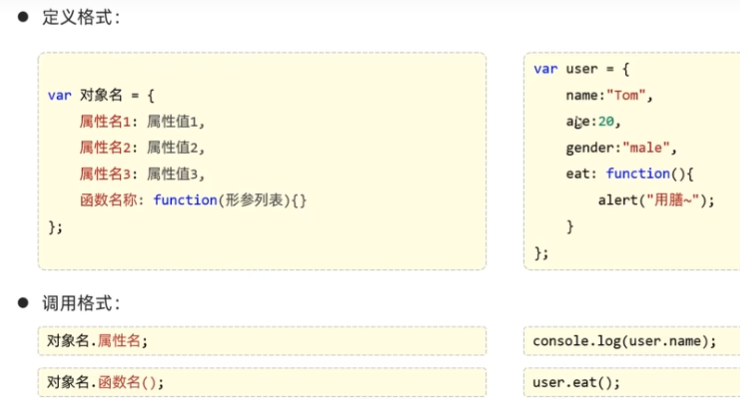 定义格式：
var 对象名 = {
    属性名1: 属性值1,
    属性名2: 属性值2,
    属性名3: 属性值3,
    函数名称: function(形参列表){}
};
var user = {
    name:"Tom",
    age:20,
    gender:"male",
    eat: function(){
        alert("用膳~");
    }
};
调用格式：
对象名.属性名;
console.log(user.name);
对象名.函数名();
user.eat();